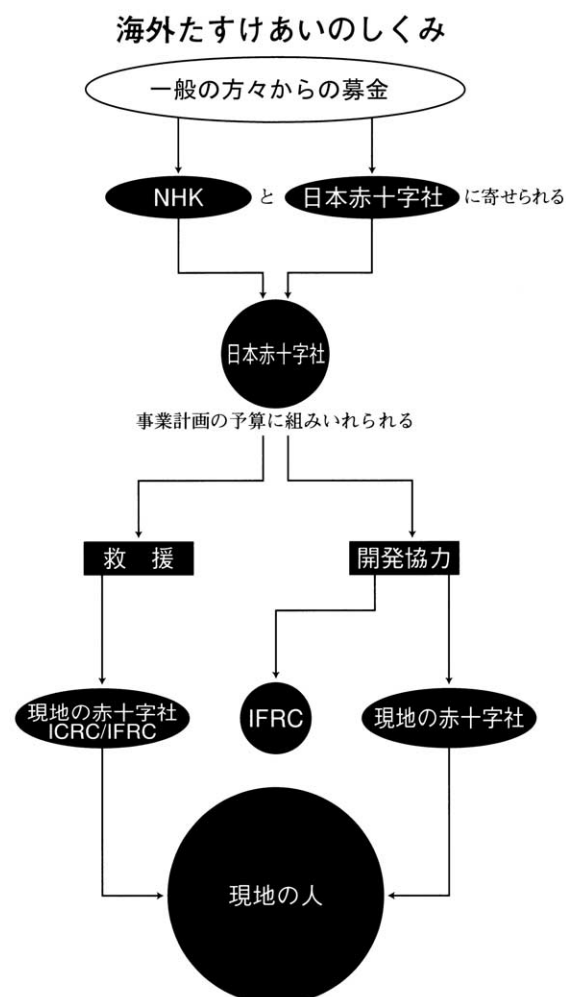 海外たすけあいのしくみ
一般の方々からの募金
NHK と 日本赤十字社 に寄せられる
日本赤十字社
事業計画の予算に組みいれられる
救 援
開発協力
現地の赤十字社
ICRC/IFRC
IFRC
現地の赤十字社
現地の人